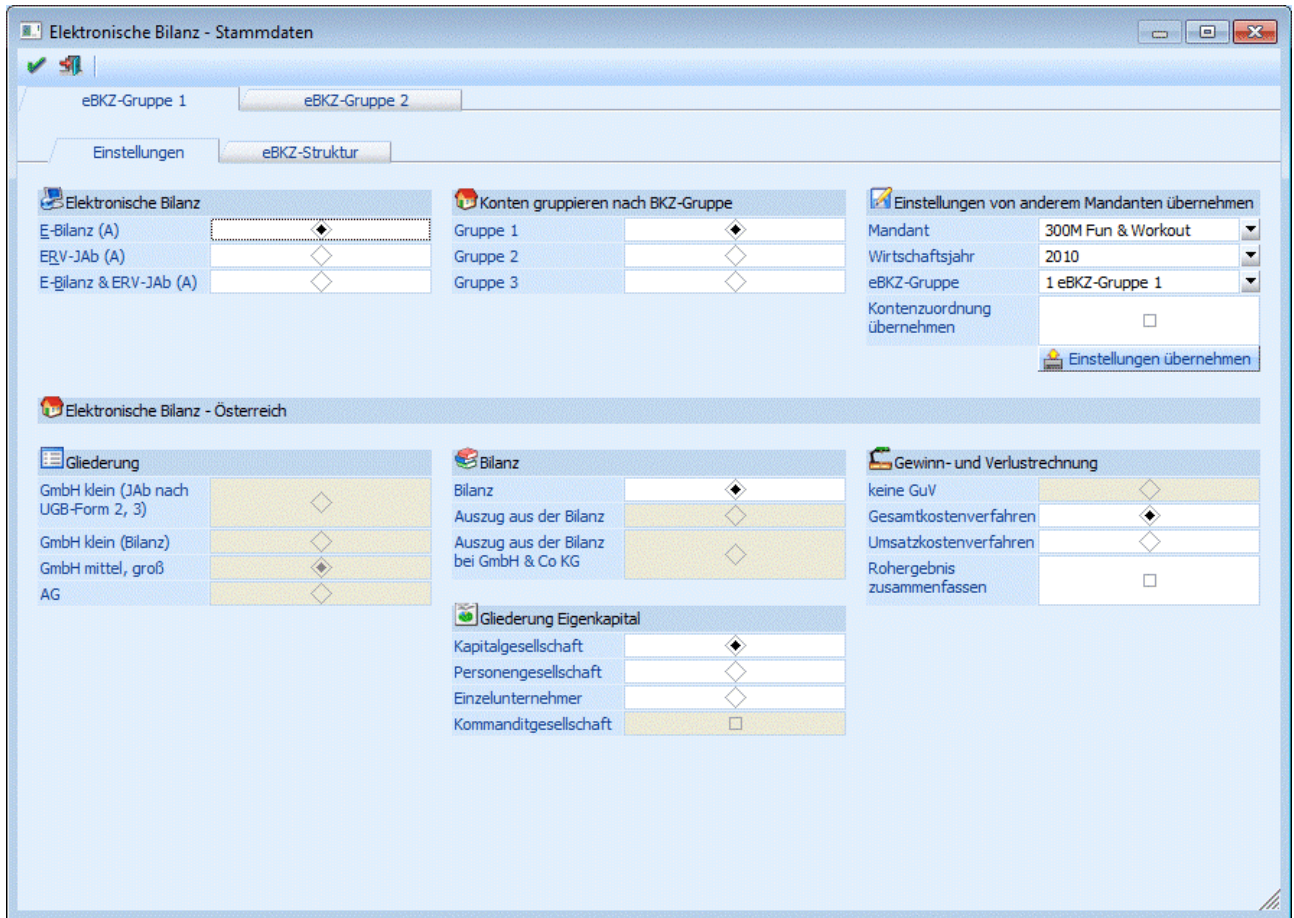 Elektronische Bilanz - Stammdaten
eBKZ-Gruppe 1
eBKZ-Gruppe 2
Einstellungen
eBKZ-Struktur
Elektronische Bilanz
E-Bilanz (A)
ERV-JAb (A)
E-Bilanz & ERV-JAb (A)
Konten gruppieren nach BKZ-Gruppe
Gruppe 1
Gruppe 2
Gruppe 3
Einstellungen von anderem Mandanten übernehmen
Mandant
300M Fun & Workout
Wirtschaftsjahr
2010
eBKZ-Gruppe
1 eBKZ-Gruppe 1
Kontenzuordnung
übernehmen
Einstellungen übernehmen
Elektronische Bilanz - Österreich
Gliederung
GmbH klein (JAb nach
UGB-Form 2, 3)
GmbH klein (Bilanz)
GmbH mittel, groß
AG
Bilanz
Bilanz
Auszug aus der Bilanz
Auszug aus der Bilanz
bei GmbH & Co KG
Gliederung Eigenkapital
Kapitalgesellschaft
Personengesellschaft
Einzelunternehmer
Kommanditgesellschaft
Gewinn- und Verlustrechnung
keine GuV
Gesamtkostenverfahren
Umsatzkostenverfahren
Rohergebnis
zusammenfassen